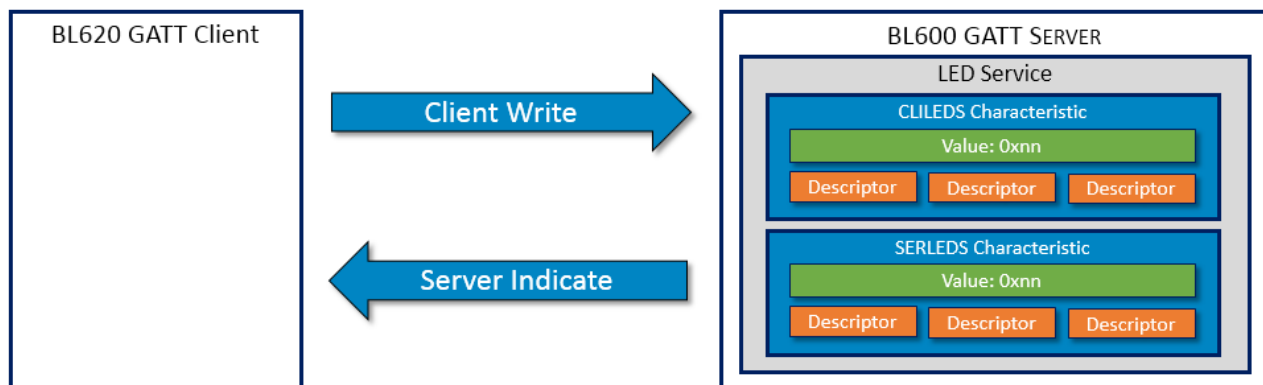 BL620 GATT Client
Client Write
Server Indicate
BL600 GATT SERVER
LED Service
CLILEDS Characteristic
Value: 0xnn
Descriptor Descriptor Descriptor
SERLEDS Characteristic
Value: 0xnn
Descriptor Descriptor Descriptor